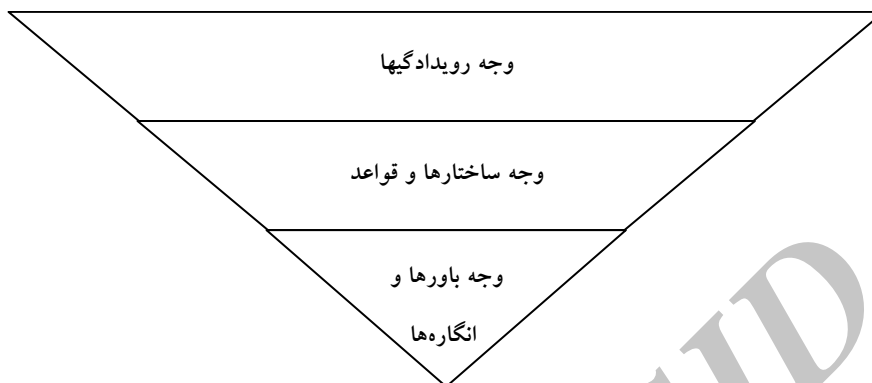 وجه رویدادگیها
وجه ساختارها و قواعد
وجه باورها و
انگاره‌ها